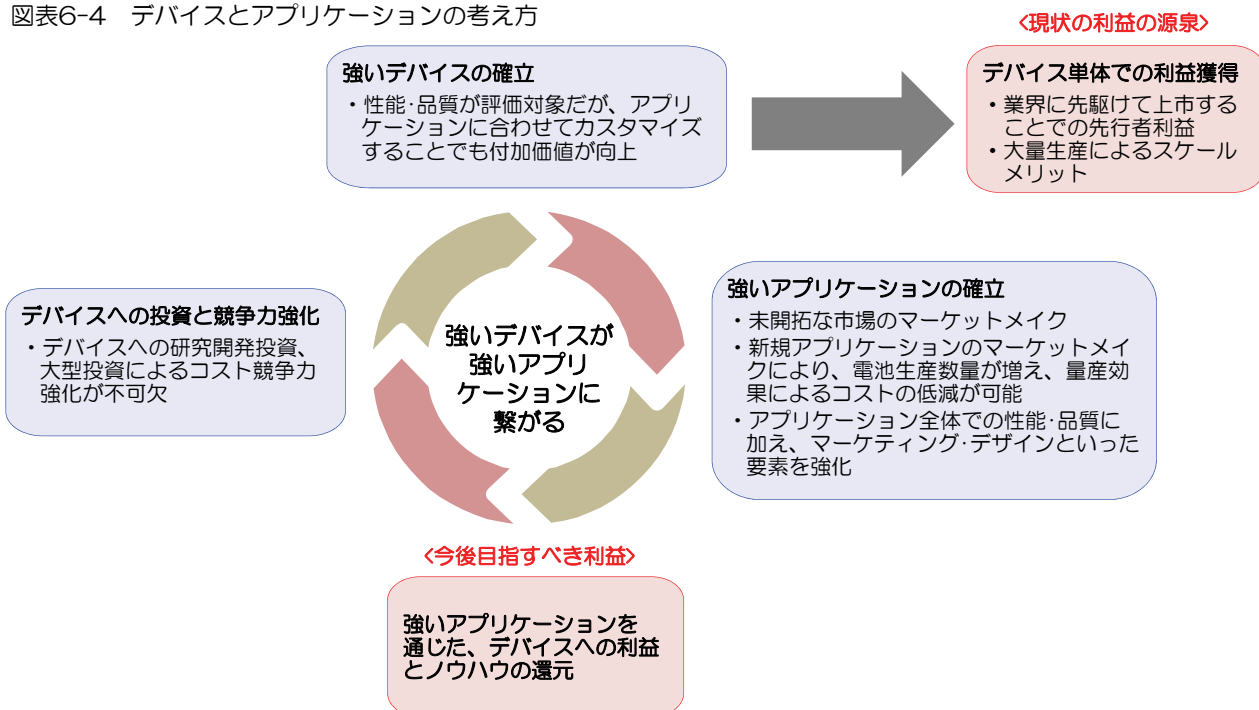 図表6-4　デバイスとアプリケーションの考え方
強いデバイスの確立
・性能･品質が評価対象だが、アプリ
ケーションに合わせてカスタマイズ
することでも付加価値が向上
<現状の利益の源泉>
デバイス単体での利益獲得
・業界に先駆けて上市する
ことでの先行者利益
・大量生産によるスケール
メリット
強いアプリケーションの確立
・未開拓な市場のマーケットメイク
・新規アプリケーションのマーケットメイ
クにより、電池生産数量が増え、量産効
果によるコストの低減が可能
・アプリケーション全体での性能･品質に
加え、マーケティング･デザインといった
要素を強化
デバイスへの投資と競争力強化
・デバイスへの研究開発投資、
大型投資によるコスト競争力
強化が不可欠
強いデバイスが
強いアプリ
ケーションに
繋がる
<今後目指すべき利益>
強いアプリケーションを
通じた、デバイスへの利益
とノウハウの還元